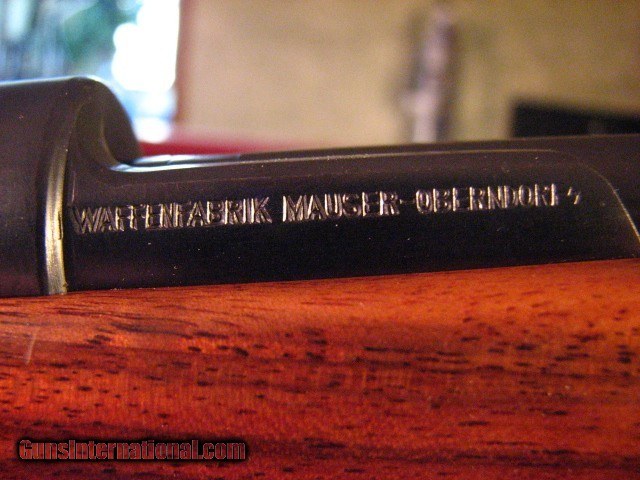 WAFFENFABRIK MAUSER-OBERNDORF
GunsInternational.com